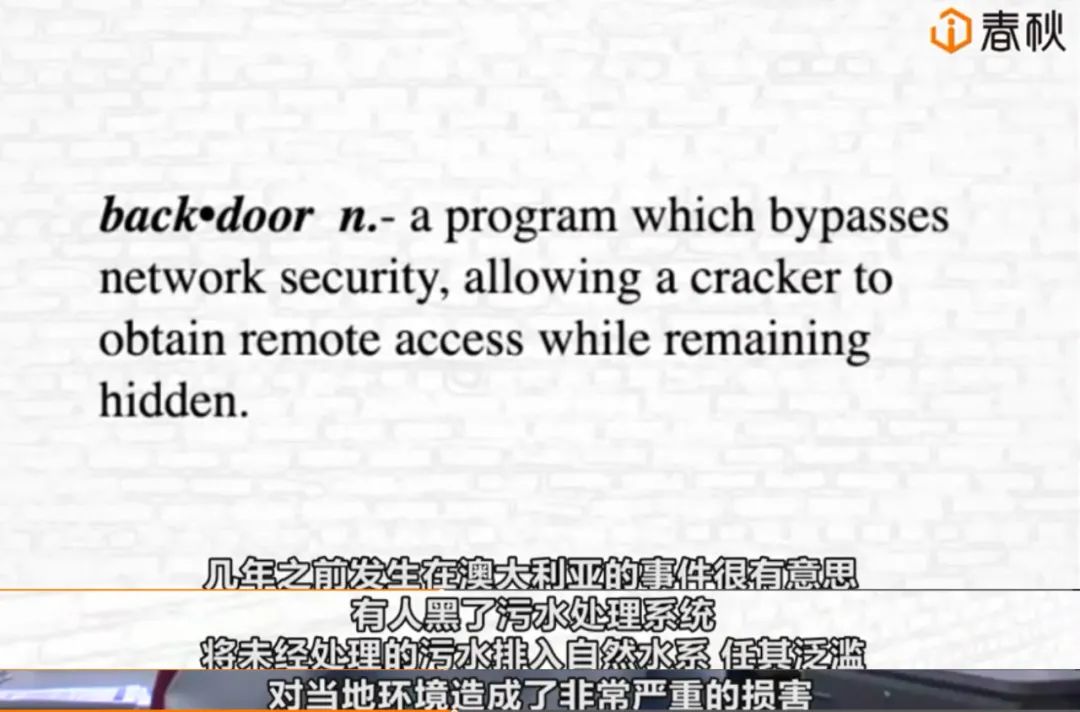 春秋
back•door n.- a program which bypasses
network security, allowing a cracker to
obtain remote access while remaining
hidden.
几年之前发生在澳大利亚的事件很有意思
有人黑了污水处理系统
将未经处理的污水排入自然水系 任其泛滥
对当地环境造成了非常严重的损害